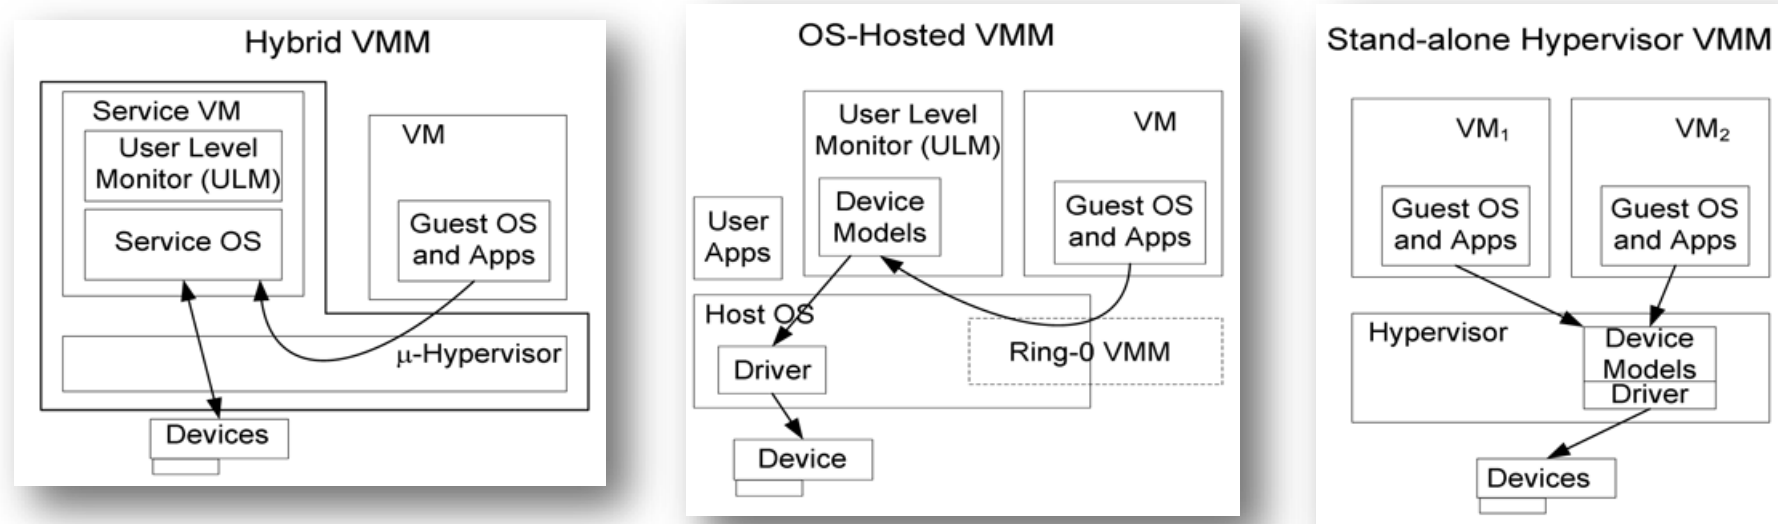 Hybrid VMM
Service VM
User Level
Monitor (ULM)
Service OS
VM
Guest OS
and Apps
μ-Hypervisor
Devices
OS-Hosted VMM
User Level
Monitor (ULM)
Device
Models
User
Apps
VM
Guest OS
and Apps
Host OS
Ring-0 VMM
Driver
Device
Stand-alone Hypervisor VMM
VM₁
Guest OS
and Apps
VM₂
Guest OS
and Apps
Hypervisor
Device
Models
Driver
Devices